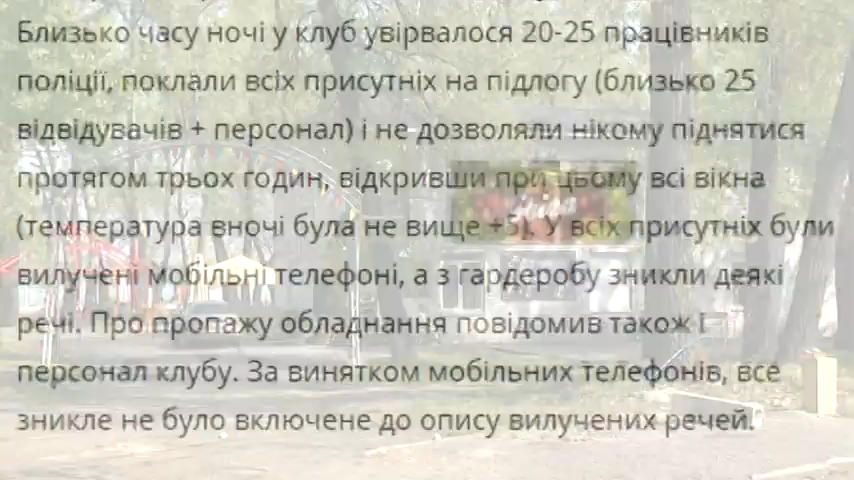 Близько часу ночі у клуб увірвалося 20-25 працівників
поліції, поклали всіх присутніх на підлогу (близько 25
відвідувачів + персонал) і не дозволяли нікому піднятися
протягом трьох годин, відкривши при цьому всі вікна
(температура вночі була не вище +5). У всіх присутніх були
вилучені мобільні телефоні, а з гардеробу зникли деякі
речі. Про пропажу обладнання повідомив також і
персонал клубу. За винятком мобільних телефонів, все
зникле не було включене до опису вилучених речей.